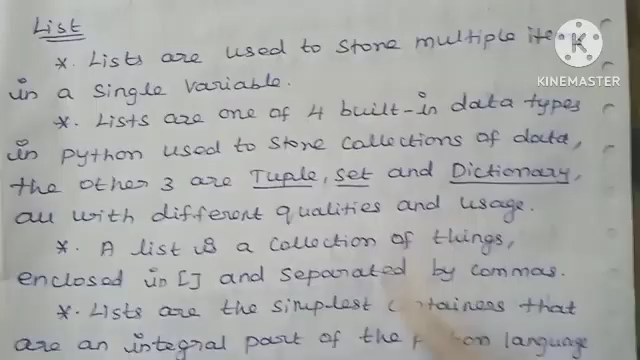 List
* Lists are used to store multiple
in a single variable.
* Lists are one of 4 built-in data types
in python used to store collections of data,
the other 3 are Tuple, set and Dictionary,
all with different qualities and usage.
* A list is a collection of things,
enclosed in [] and separated by commas.
* Lists are the simplest that
are an integral part of the language
K
KINEMASTER